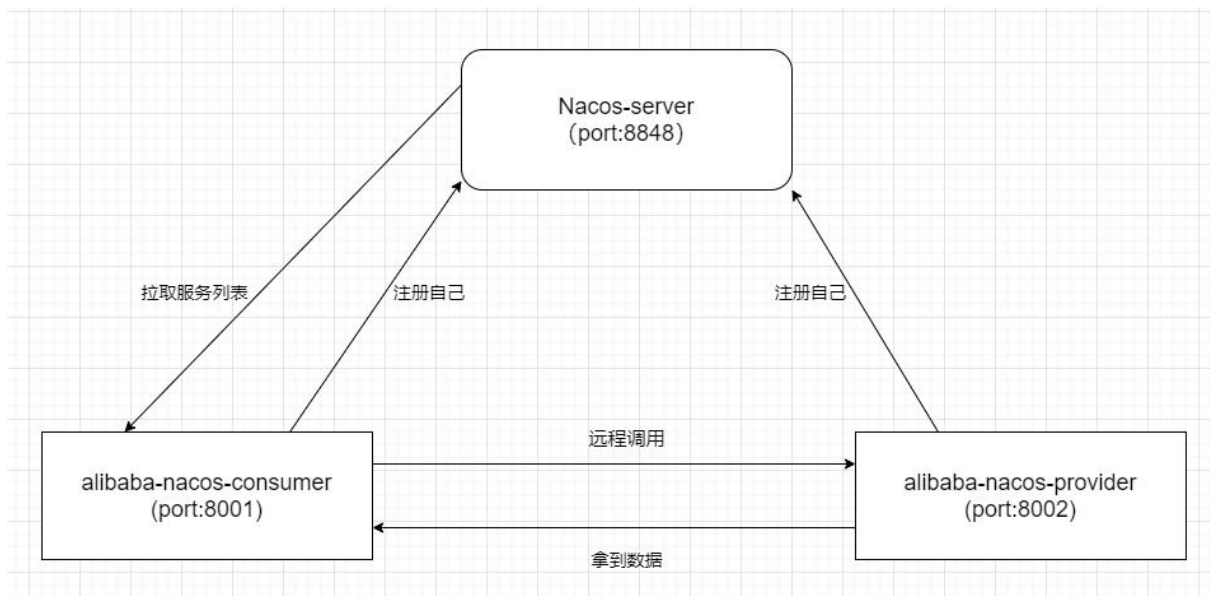 Nacos-server
（port:8848）
拉取服务列表
注册自己
注册自己
远程调用
alibaba-nacos-consumer
(port:8001)
alibaba-nacos-provider
(port:8002)
拿到数据